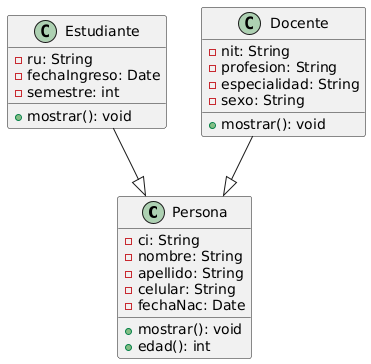 C Estudiante
ru: String
fechaIngreso: Date
semestre: int
mostrar(): void
C Docente
nit: String
profesion: String
especialidad: String
sexo: String
mostrar(): void
C Persona
ci: String
nombre: String
apellido: String
celular: String
fechaNac: Date
mostrar(): void
edad(): int